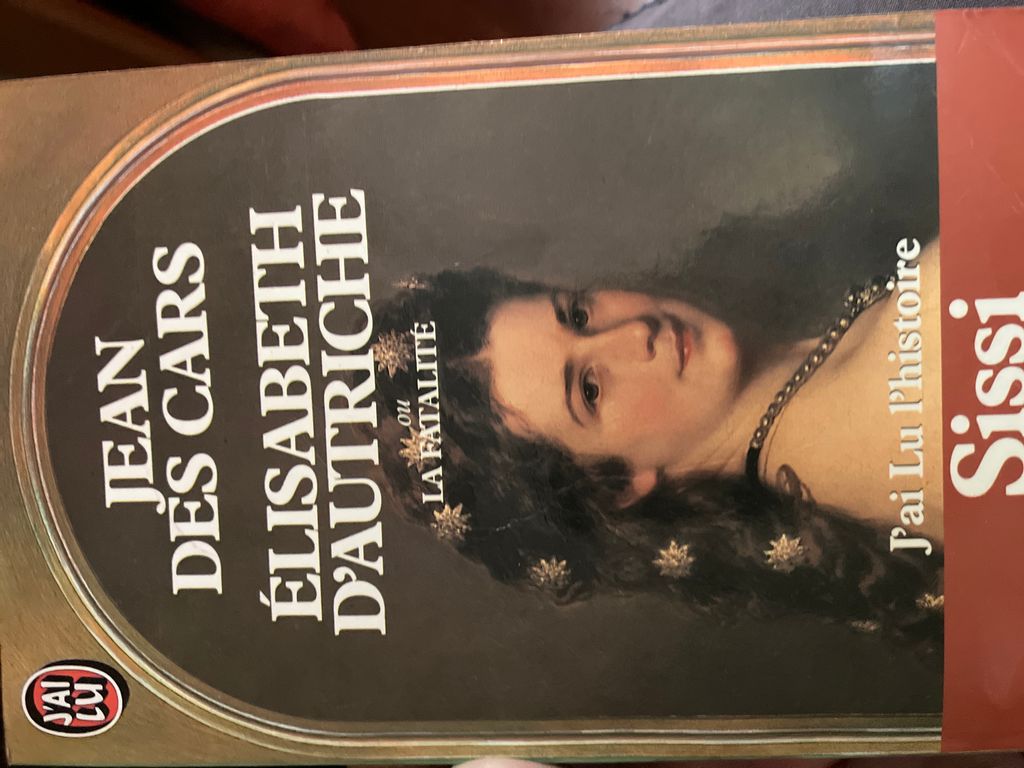 J'AI
LU
JEAN
DES CARS
ÉLISABETH
D'AUTRICHE
ou
LA FATALITÉ
J'ai Lu l'histoire
Sissi